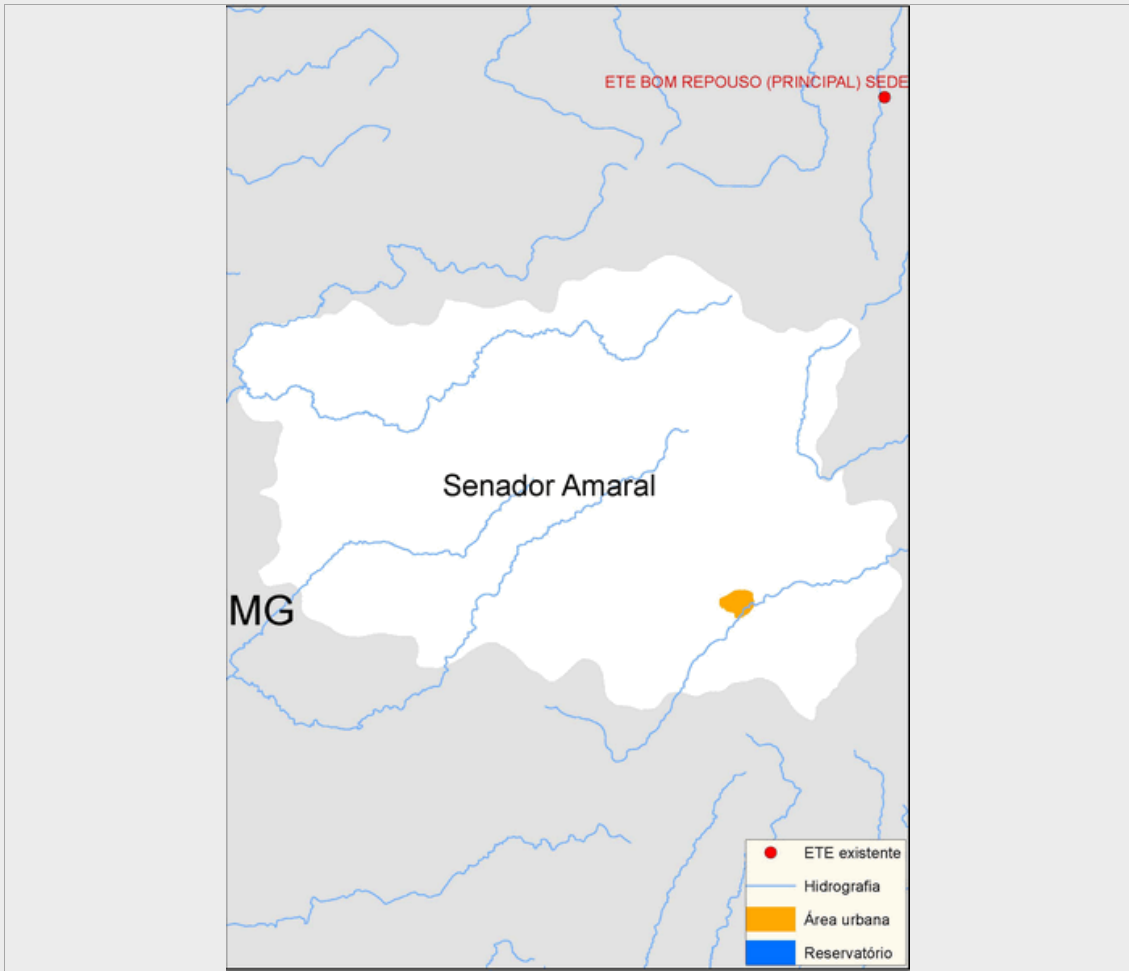 ETE BOM REPOUSO (PRINCIPAL) SEDE
Senador Amaral
MG
ETE existente
Hidrografia
Área urbana
Reservatório